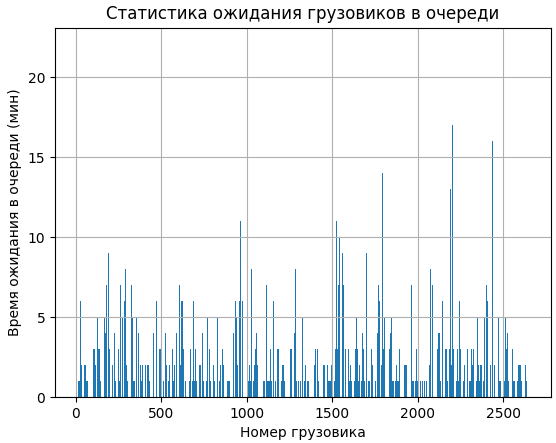 Статистика ожидания грузовиков в очереди
Время ожидания в очереди (мин)
20
15
10
5
0
0 500 1000 1500 2000 2500
Номер грузовика